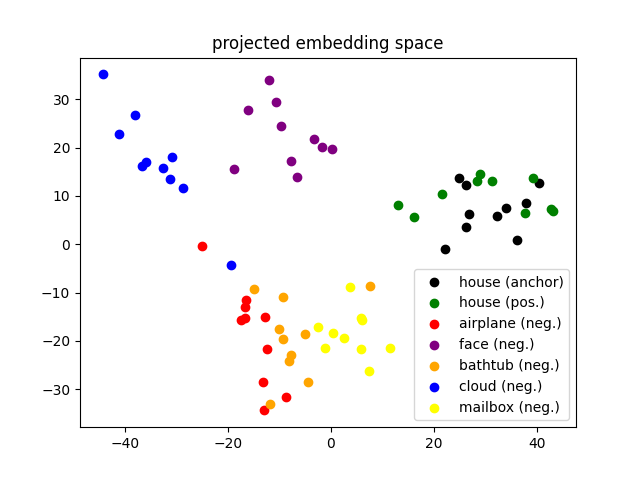 projected embedding space
30
20
10
0
−10
−20
−30
−40
−20
0
20
40
house (anchor)
house (pos.)
airplane (neg.)
face (neg.)
bathtub (neg.)
cloud (neg.)
mailbox (neg.)